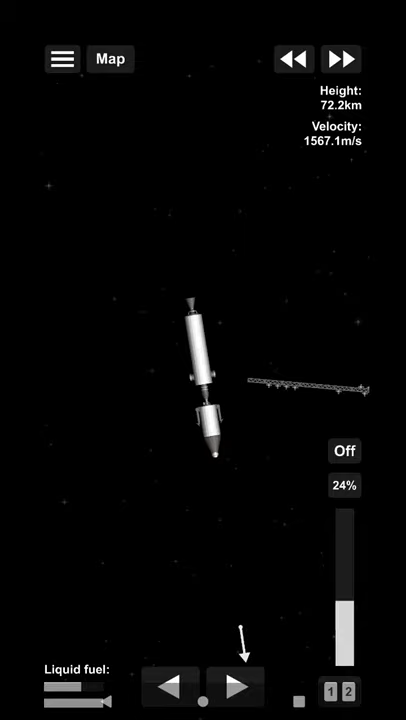 Map
Height:
72.2km
Velocity:
1567.1m/s
Off
24%
Liquid fuel:
1 2